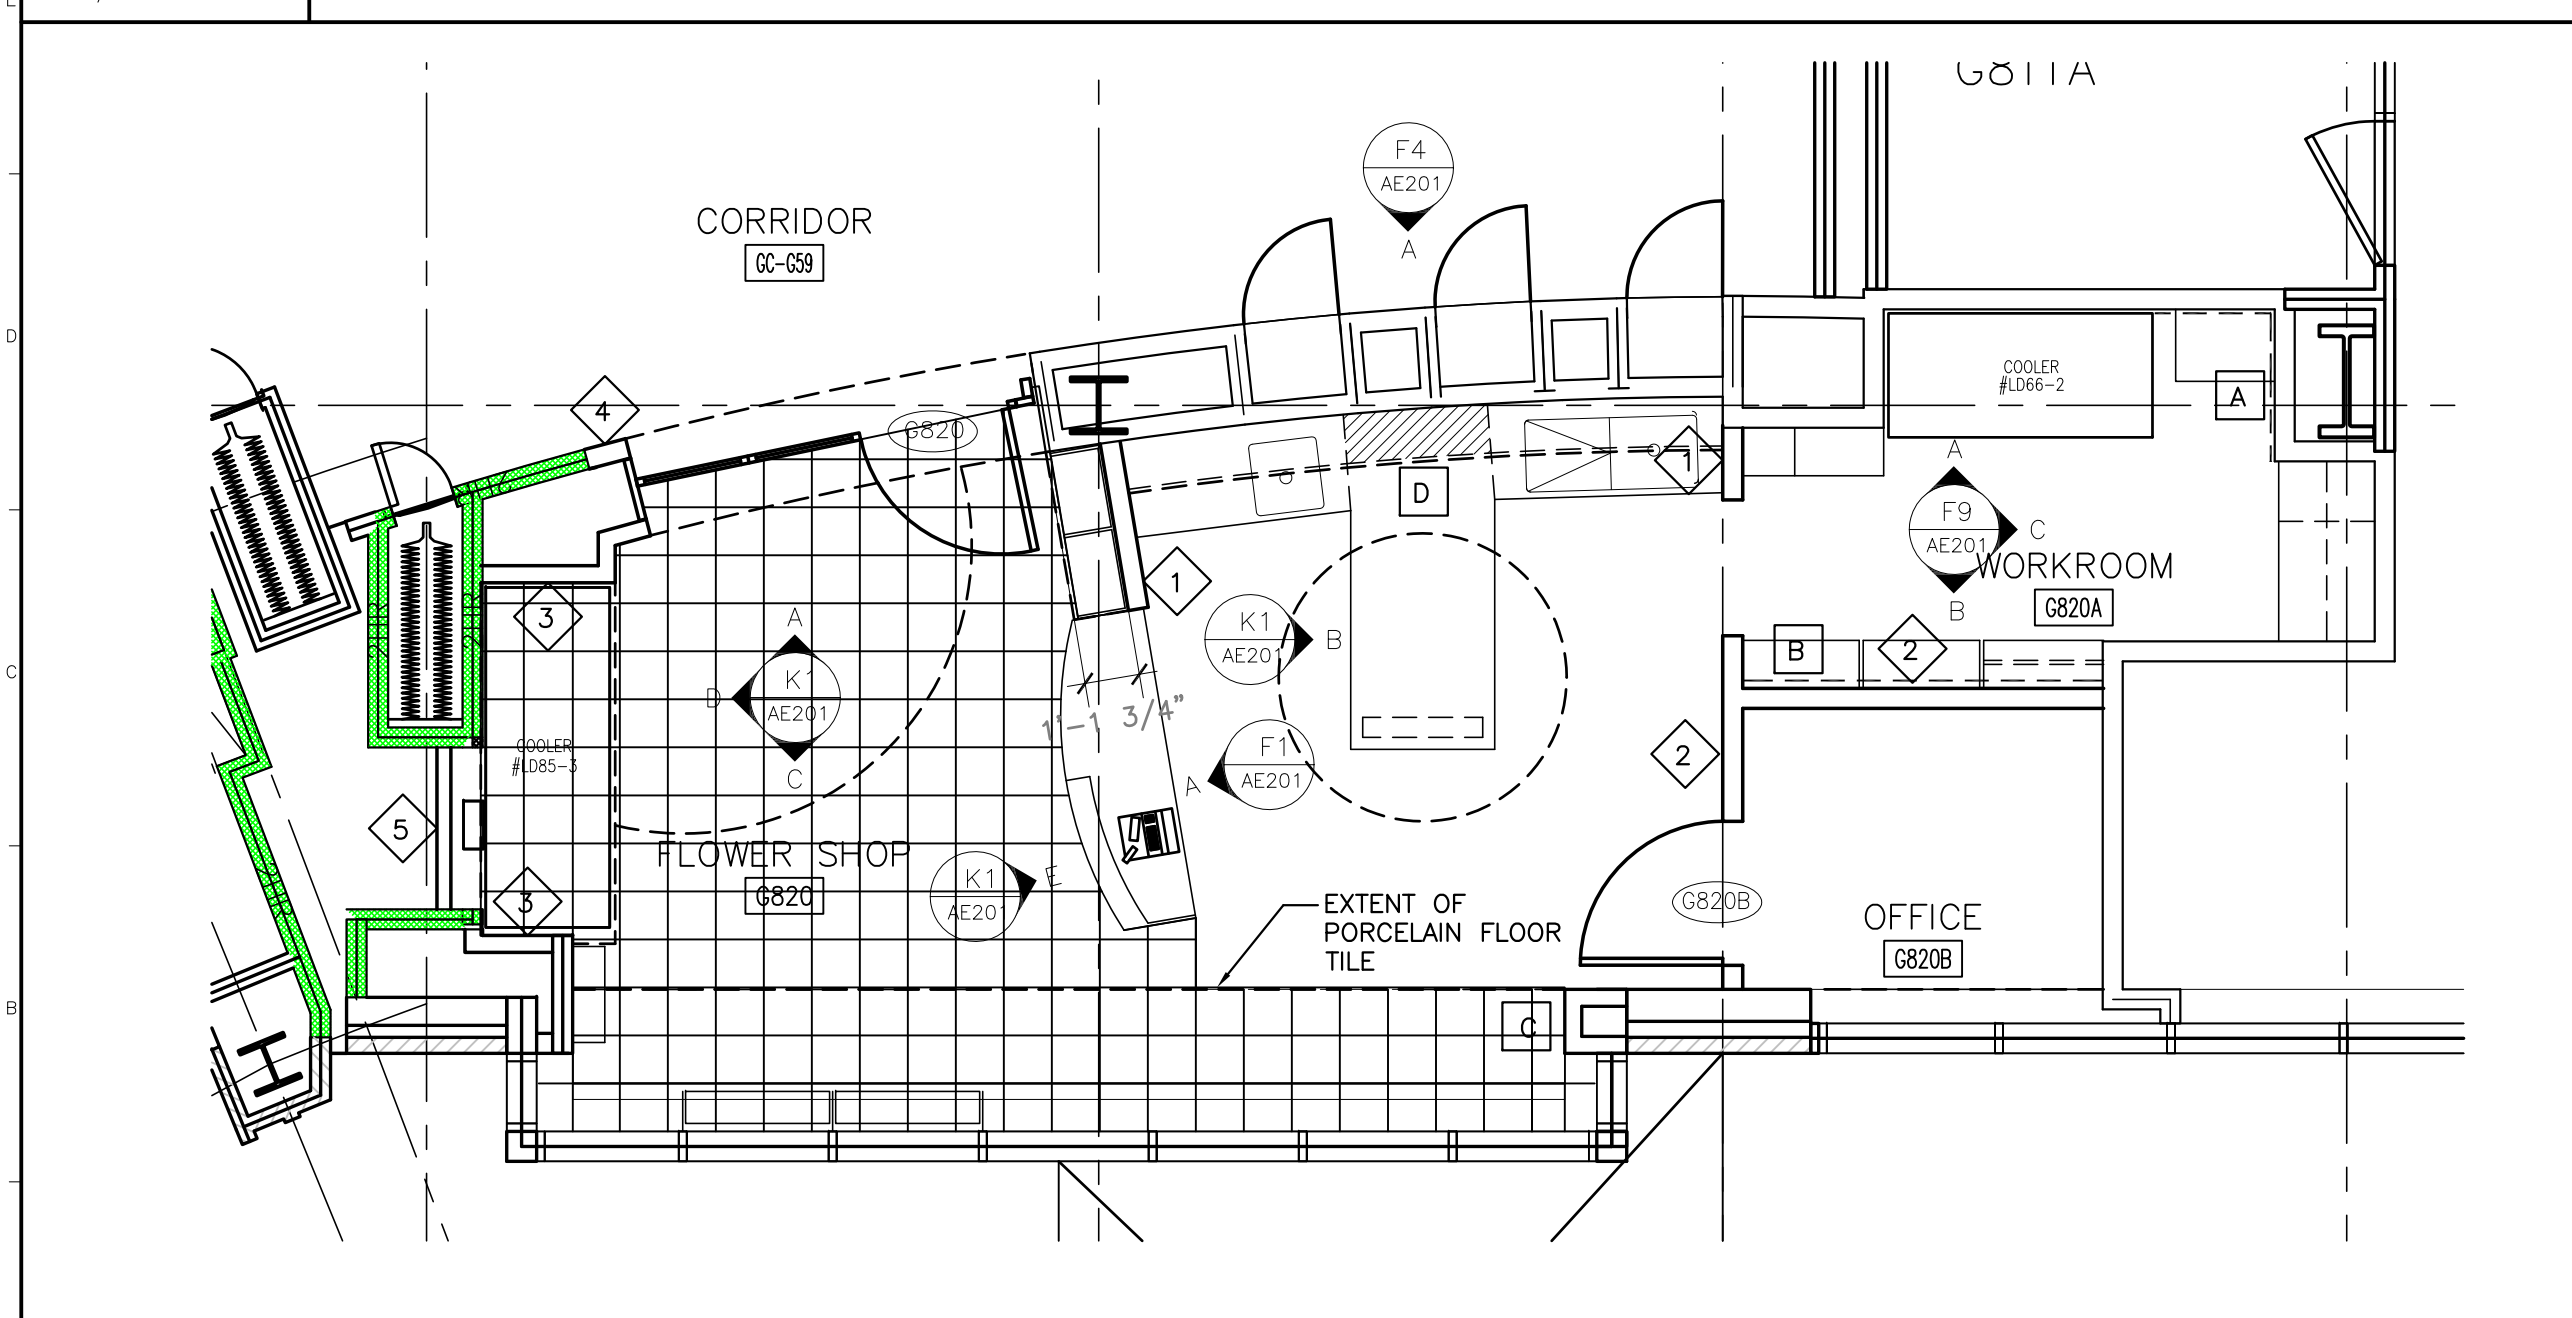 G811A
F4
AE201
A
CORRIDOR
GC-G59
D
4
G820
COOLER
#LD66-2
A
1
D
A
F9
AE201
C
B
WORKROOM
G820A
3
1
A
K1
AE201
D
C
K1
AE201
B
B
2
C
1'-1 3/4"
COOLER
#LD85-3
F1
AE201
A
2
5
FLOWER SHOP
G820
3
K1
AE201
E
EXTENT OF
PORCELAIN FLOOR
TILE
G820B
OFFICE
G820B
C
B